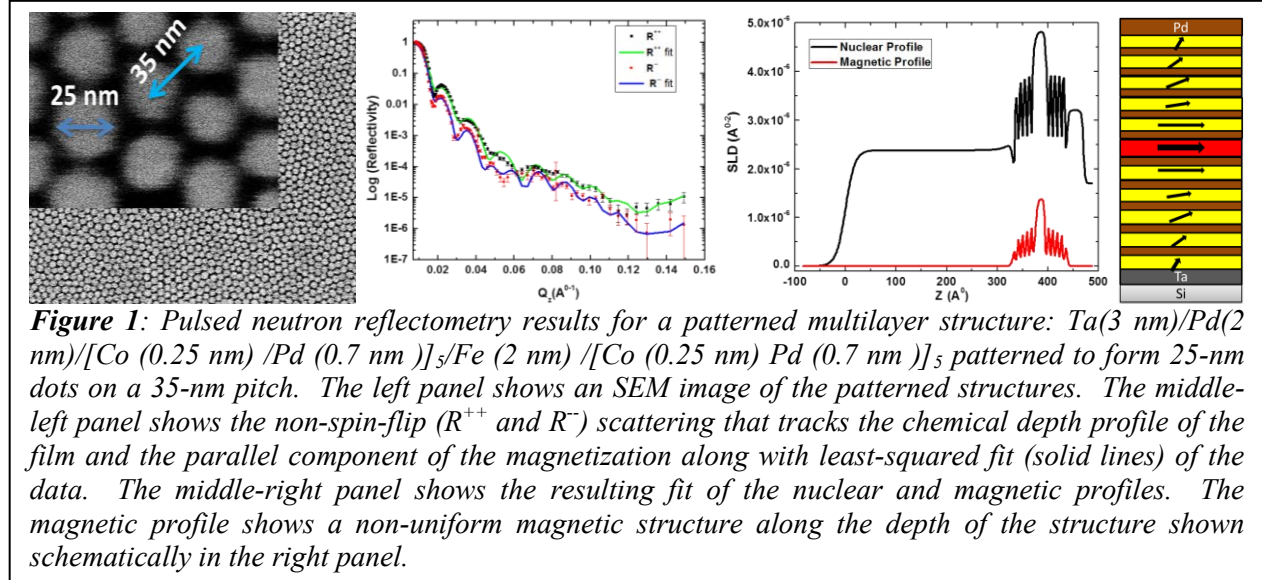 35 nm
25 nm
Log (Reflectivity)
1
0.1
0.01
1E-3
1E-4
1E-5
1E-6
1E-7
R⁺⁺
R⁺⁺ fit
R⁻
R⁻ fit
0.00 0.02 0.04 0.06 0.08 0.10 0.12 0.14 0.16
Q_z(A⁰⁻¹)
SLD (A⁰⁻²)
5.0x10⁻⁶
4.0x10⁻⁶
3.0x10⁻⁶
2.0x10⁻⁶
1.0x10⁻⁶
0.0
Nuclear Profile
Magnetic Profile
-100 0 100 200 300 400 500
Z (A⁰)
Pd
Ta
Si
Figure 1: Pulsed neutron reflectometry results for a patterned multilayer structure: Ta(3 nm)/Pd(2
nm)/[Co (0.25 nm) /Pd (0.7 nm )]₅/Fe (2 nm) /[Co (0.25 nm) Pd (0.7 nm )]₅ patterned to form 25-nm
dots on a 35-nm pitch. The left panel shows an SEM image of the patterned structures. The middle-
left panel shows the non-spin-flip (R⁺⁺ and R⁻⁻) scattering that tracks the chemical depth profile of the
film and the parallel component of the magnetization along with least-squared fit (solid lines) of the
data. The middle-right panel shows the resulting fit of the nuclear and magnetic profiles. The
magnetic profile shows a non-uniform magnetic structure along the depth of the structure shown
schematically in the right panel.